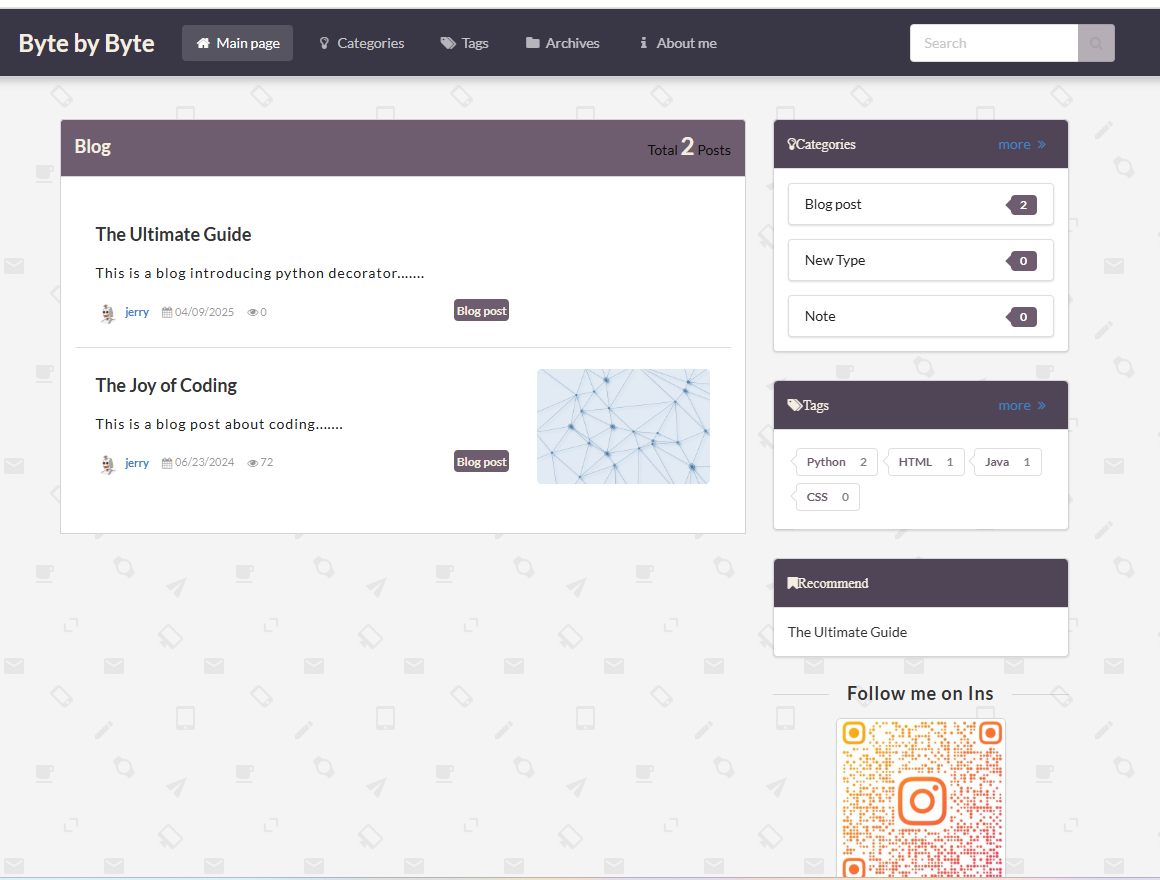 Byte by Byte Main page Categories Tags Archives About me Search
Blog Total 2 Posts
The Ultimate Guide
This is a blog introducing python decorator.......
jerry 04/09/2025 0 Blog post
The Joy of Coding
This is a blog post about coding.......
jerry 06/23/2024 72 Blog post
Categories more »
Blog post 2
New Type 0
Note 0
Tags more »
Python 2 HTML 1 Java 1
CSS 0
Recommend
The Ultimate Guide
Follow me on Ins